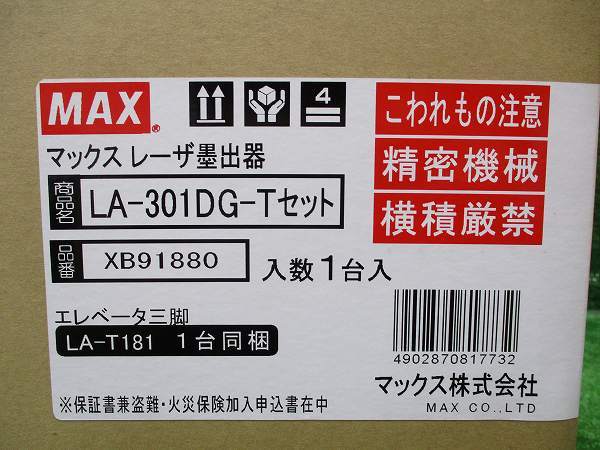 MAX®
4
こわれもの注意
精密機械
横積厳禁
マックス レーザ墨出器
商品名 LA-301DG-Tセット
品番 XB91880 入数1台入
エレベータ三脚
LA-T181 1台同梱
4902870817732
※保証書兼盗難・火災保険加入申込書在中
マックス株式会社
MAX CO.,LTD